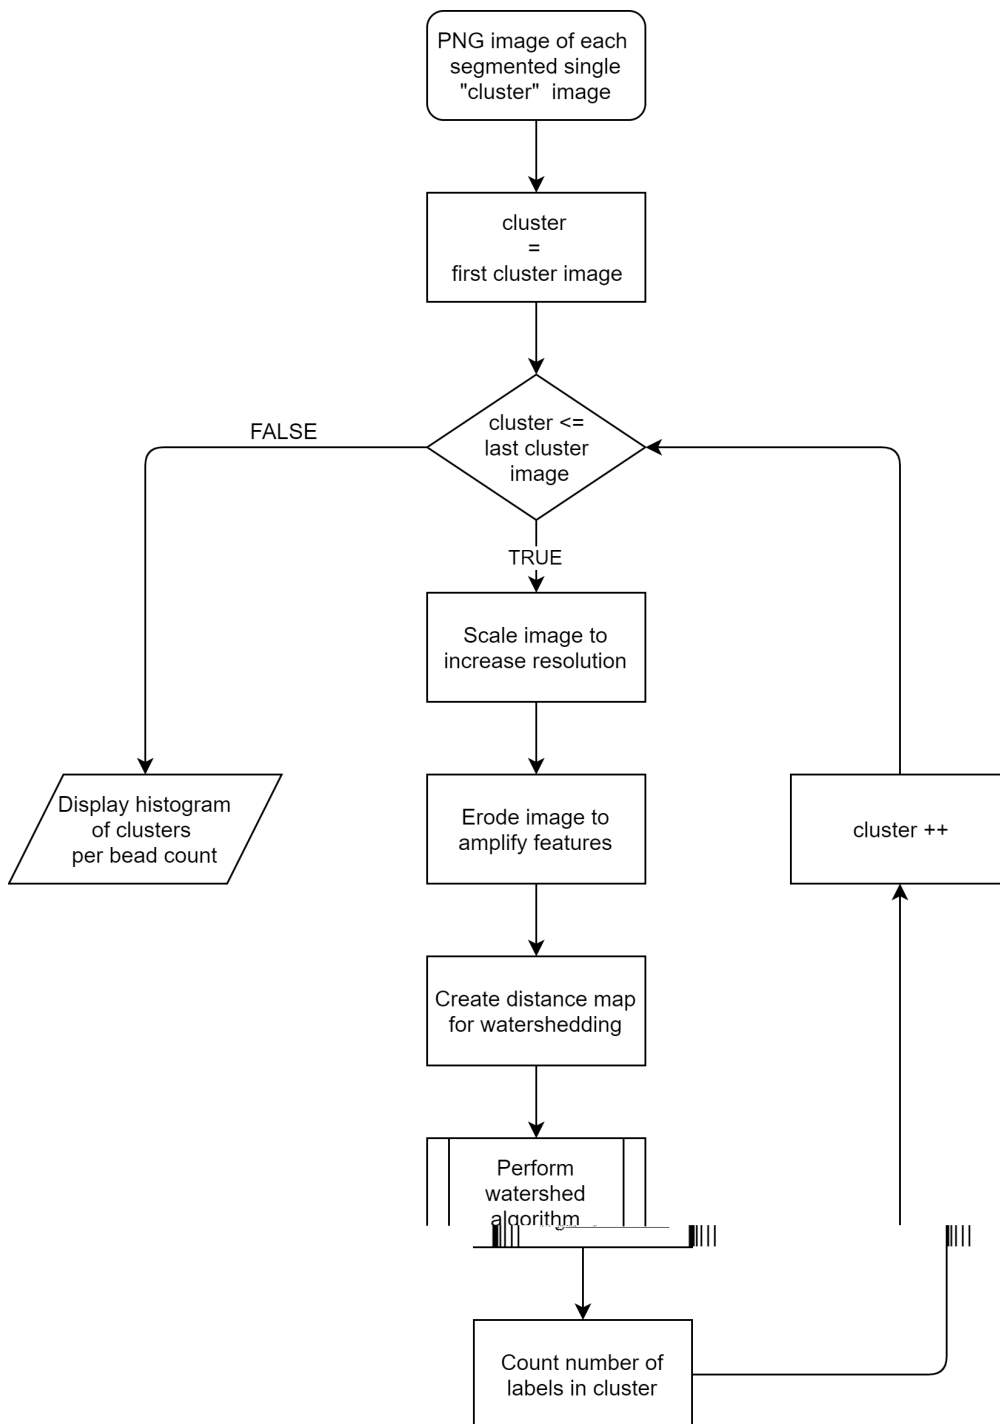 PNG image of each
segmented single
"cluster" image
cluster
=
first cluster image
cluster <=
last cluster
image
FALSE
TRUE
Scale image to
increase resolution
Display histogram
of clusters
per bead count
Erode image to
amplify features
cluster ++
Create distance map
for watershedding
Perform
watershed
algorithm
Count number of
labels in cluster